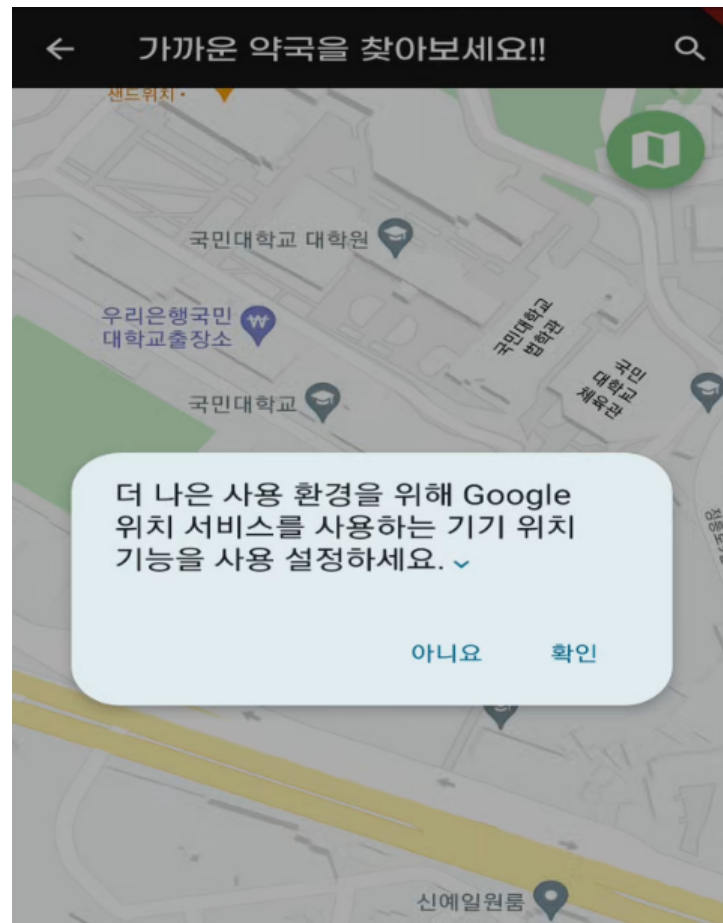 가까운 약국을 찾아보세요!!
샌드위치 •
국민대학교 대학원
우리은행국민
대학교출장소
국민대학교
법학관
국민
대학교
체육관
국민대학교
더 나은 사용 환경을 위해 Google
위치 서비스를 사용하는 기기 위치
기능을 사용 설정하세요.
아니요 확인
신예일원룸